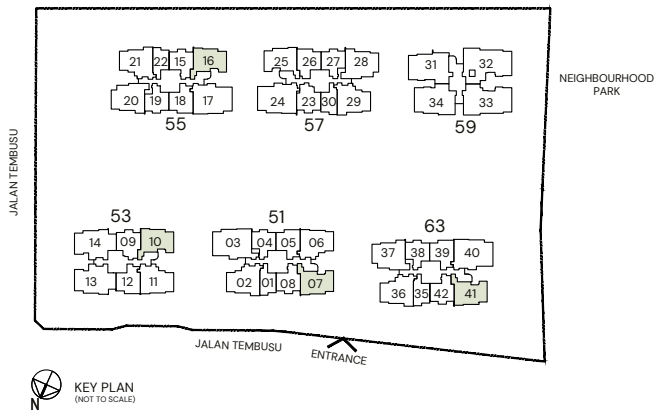 21 22 15 16
20 19 18 17
55
25 26 27 28
24 23 30 29
57
31 32
34 33
59
NEIGHBOURHOOD
PARK
JALAN TEMBUSU
53
14 09 10
13 12 11
51
03 04 05 06
02 01 08 07
63
37 38 39 40
36 35 42 41
JALAN TEMBUSU
ENTRANCE
N
KEY PLAN
(NOT TO SCALE)